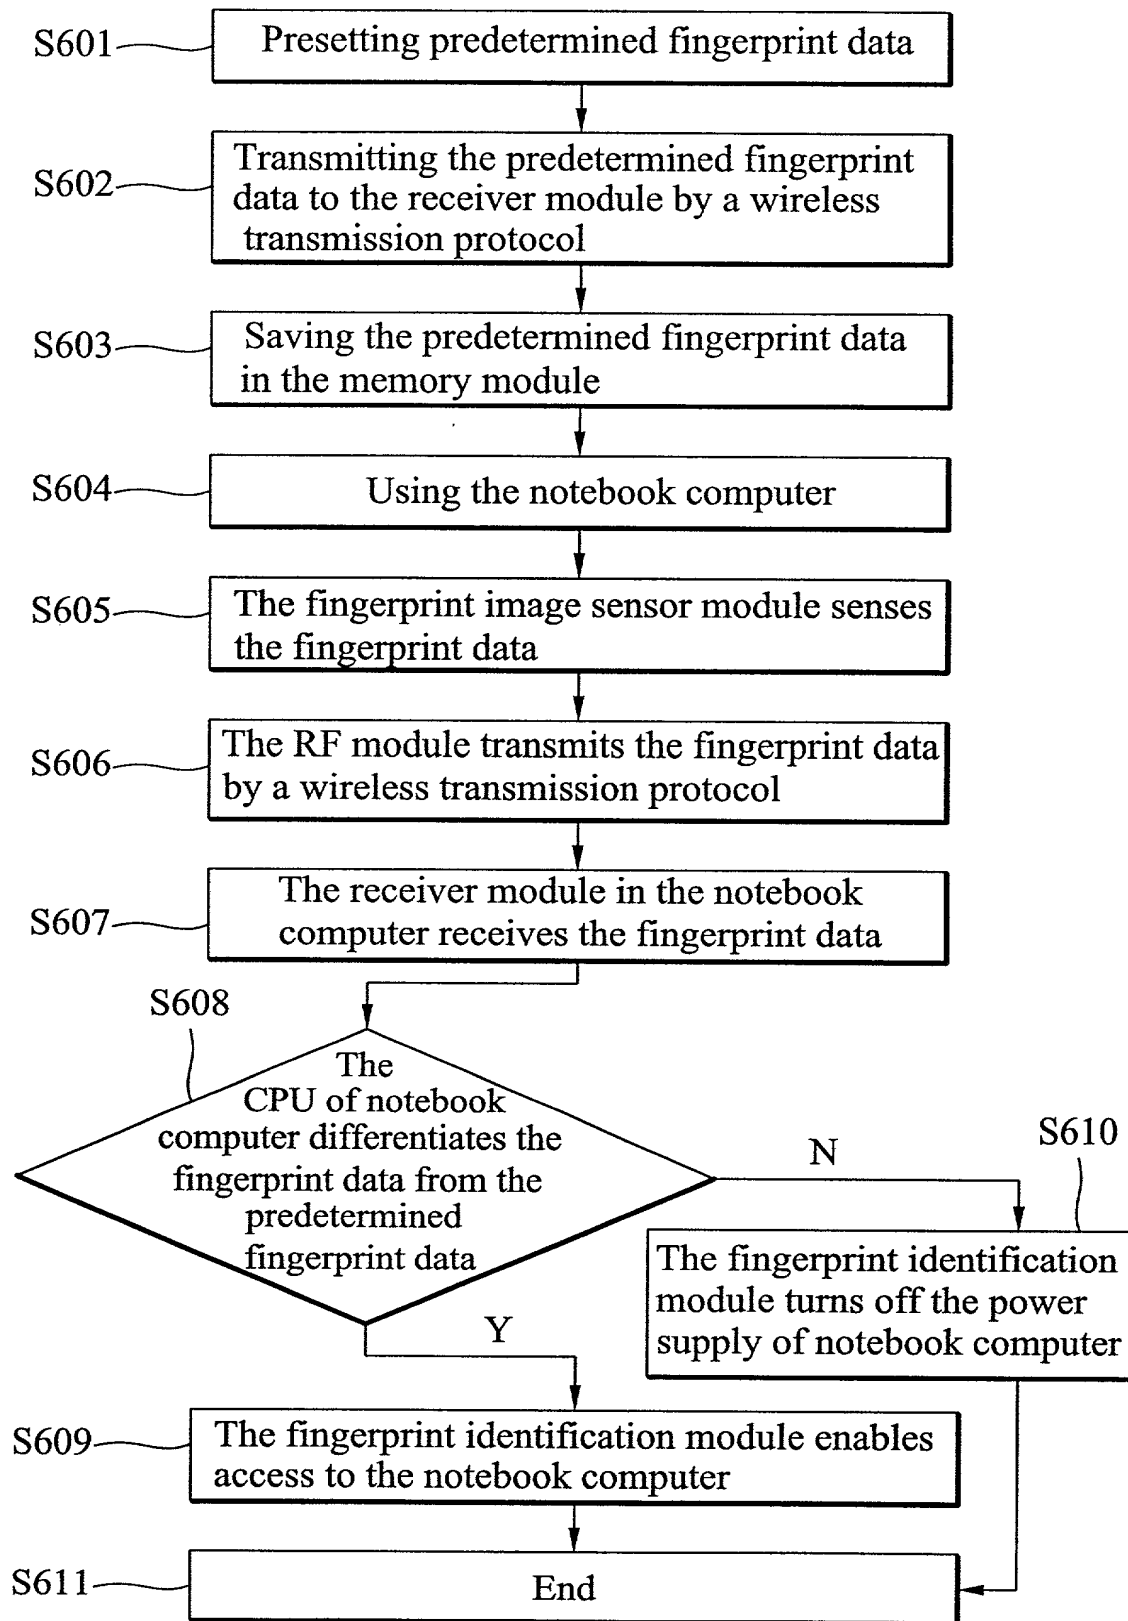 S601
Presetting predetermined fingerprint data
S602
Transmitting the predetermined fingerprint
data to the receiver module by a wireless
transmission protocol
S603
Saving the predetermined fingerprint data
in the memory module
S604
Using the notebook computer
S605
The fingerprint image sensor module senses
the fingerprint data
S606
The RF module transmits the fingerprint data
by a wireless transmission protocol
S607
The receiver module in the notebook
computer receives the fingerprint data
S608
The
CPU of notebook
computer differentiates the
fingerprint data from the
predetermined
fingerprint data
N
S610
The fingerprint identification
module turns off the power
supply of notebook computer
Y
S609
The fingerprint identification module enables
access to the notebook computer
S611
End